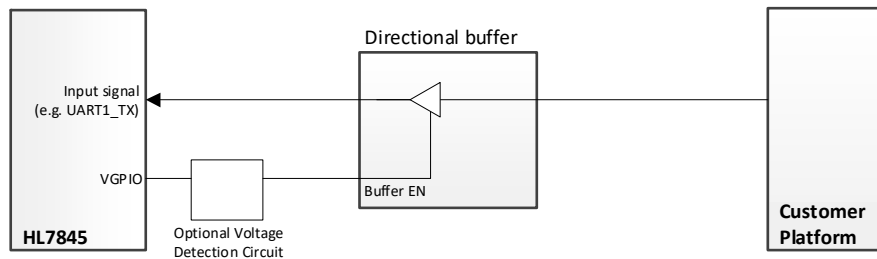 Directional buffer
Input signal
(e.g. UART1_TX)
VGPIO
Buffer EN
Optional Voltage
Detection Circuit
HL7845
Customer
Platform